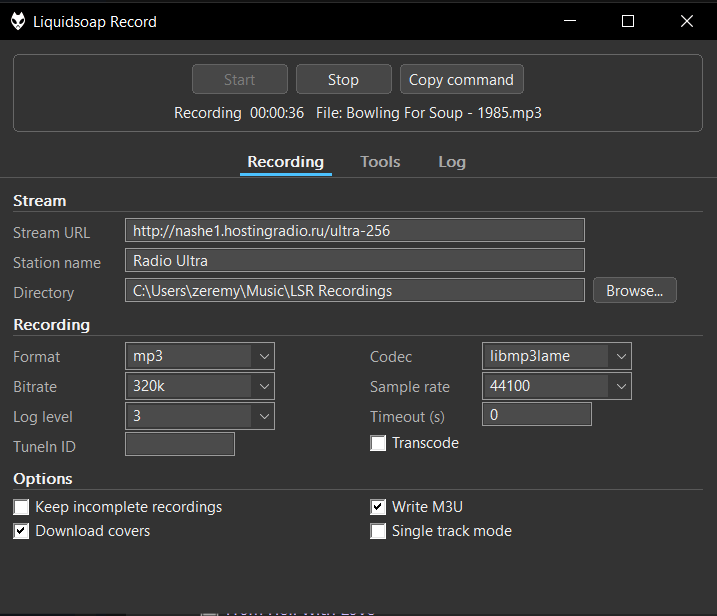 Liquidsoap Record
Start Stop Copy command
Recording 00:00:36 File: Bowling For Soup - 1985.mp3
Recording Tools Log
Stream
Stream URL http://nashe1.hostingradio.ru/ultra-256
Station name Radio Ultra
Directory C:\Users\zeremy\Music\LSR Recordings Browse...
Recording
Format mp3 Codec libmp3lame
Bitrate 320k Sample rate 44100
Log level 3 Timeout (s) 0
TuneIn ID Transcode
Options
Keep incomplete recordings Write M3U
Download covers Single track mode